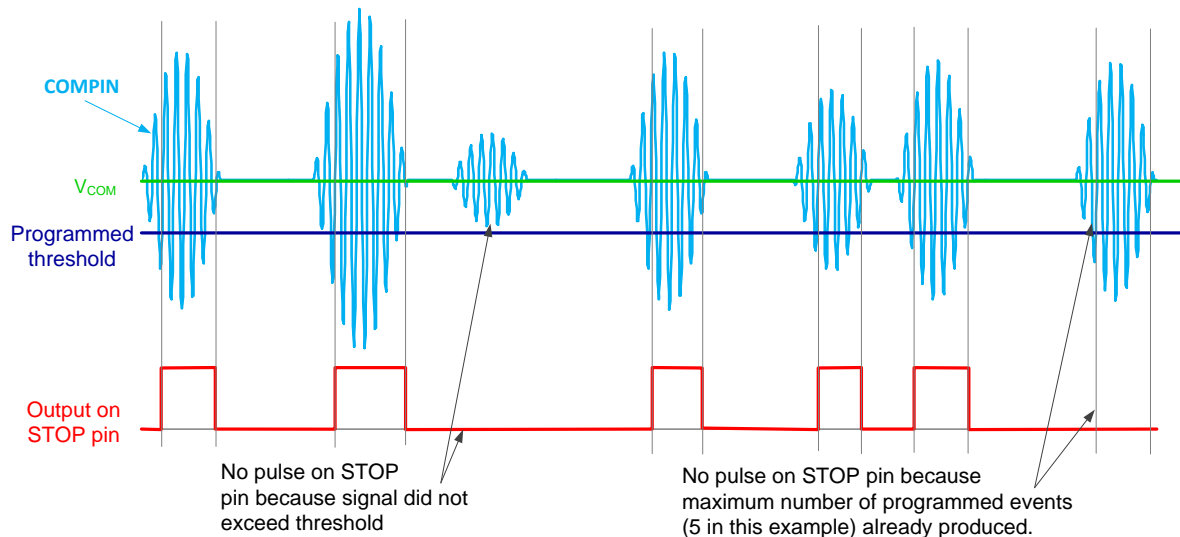 COMPIN
VCOM
Programmed
threshold
Output on
STOP pin
No pulse on STOP
pin because signal did not
exceed threshold
No pulse on STOP pin because
maximum number of programmed events
(5 in this example) already produced.